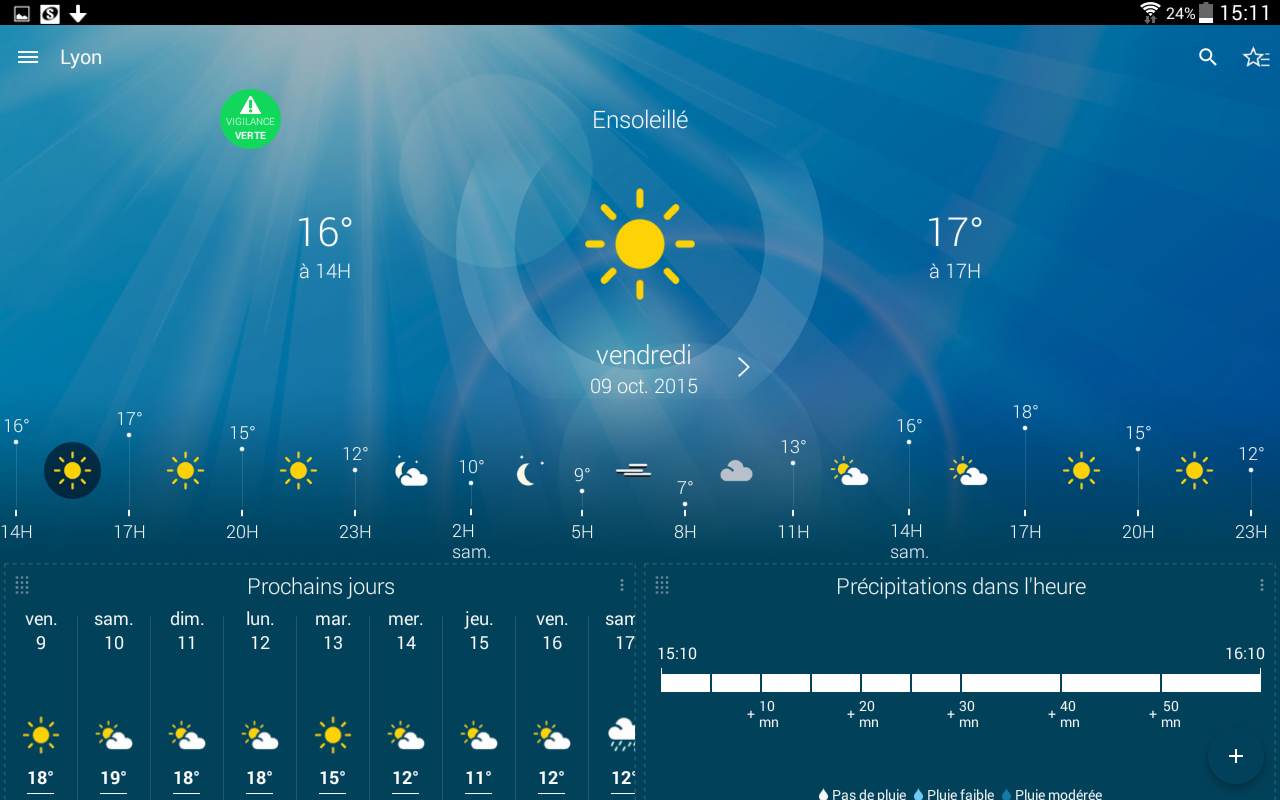 24% 15:11
Lyon
VIGILANCE
VERTE
Ensoleillé
16°
à 14H
17°
à 17H
vendredi
09 oct. 2015
16° 17° 15° 12° 10° 9° 7° 13° 16° 18° 15° 12°
14H 17H 20H 23H 2H 5H 8H 11H 14H 17H 20H 23H
sam. sam.
Prochains jours
ven. sam. dim. lun. mar. mer. jeu. ven. sam
9 10 11 12 13 14 15 16 17
18° 19° 18° 18° 15° 12° 11° 12° 12°
Précipitations dans l'heure
15:10 16:10
+ 10 mn + 20 mn + 30 mn + 40 mn + 50 mn
+
Pas de pluie Pluie faible Pluie modérée